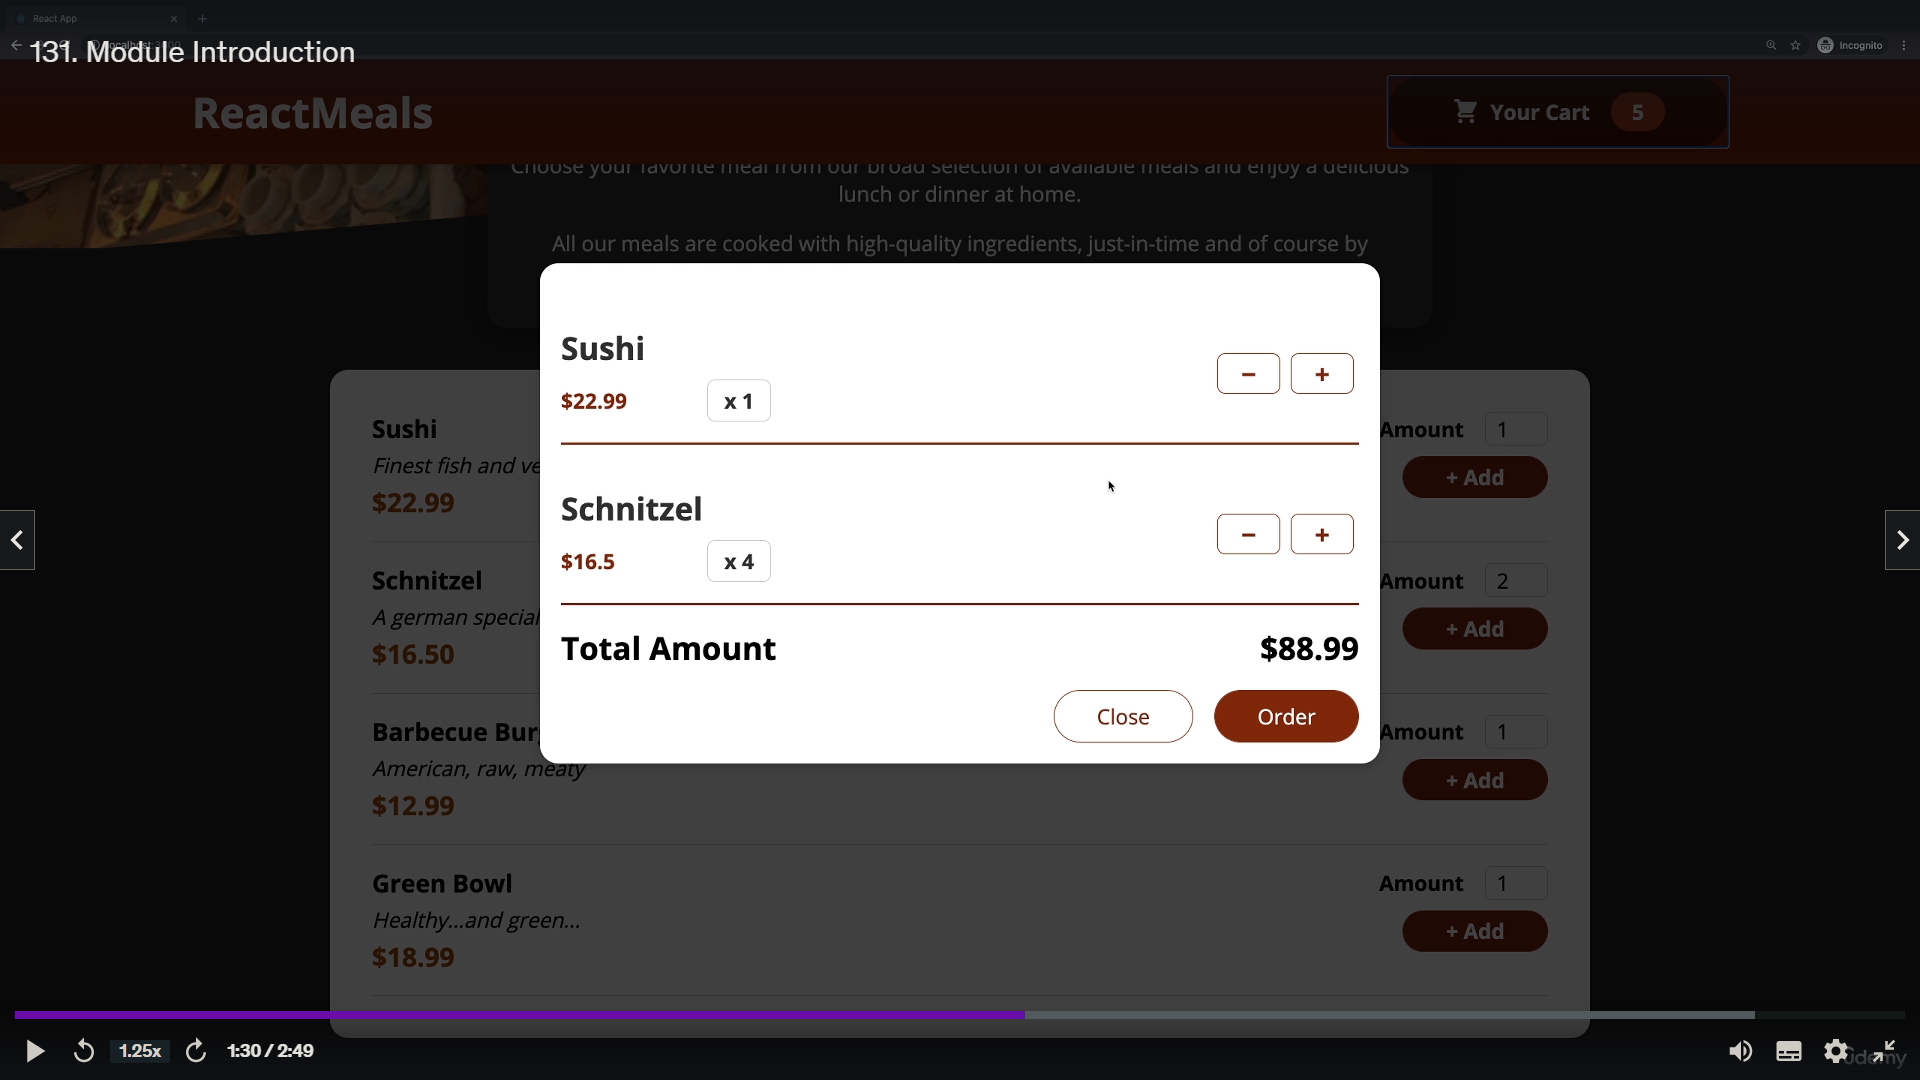 React App
131. Module Introduction
Incognito
ReactMeals
Your Cart 5
Choose your favorite meal from our broad selection of available meals and enjoy a delicious
lunch or dinner at home.
All our meals are cooked with high-quality ingredients, just-in-time and of course by
Sushi
$22.99 x 1
− +
Schnitzel
$16.5 x 4
− +
Total Amount $88.99
Close Order
Sushi
Finest fish and ve
$22.99
Amount 1
+ Add
Schnitzel
A german special
$16.50
Amount 2
+ Add
Barbecue Bur
American, raw, meaty
$12.99
Amount 1
+ Add
Green Bowl
Healthy...and green...
$18.99
Amount 1
+ Add
1.25x 1:30 / 2:49
udemy